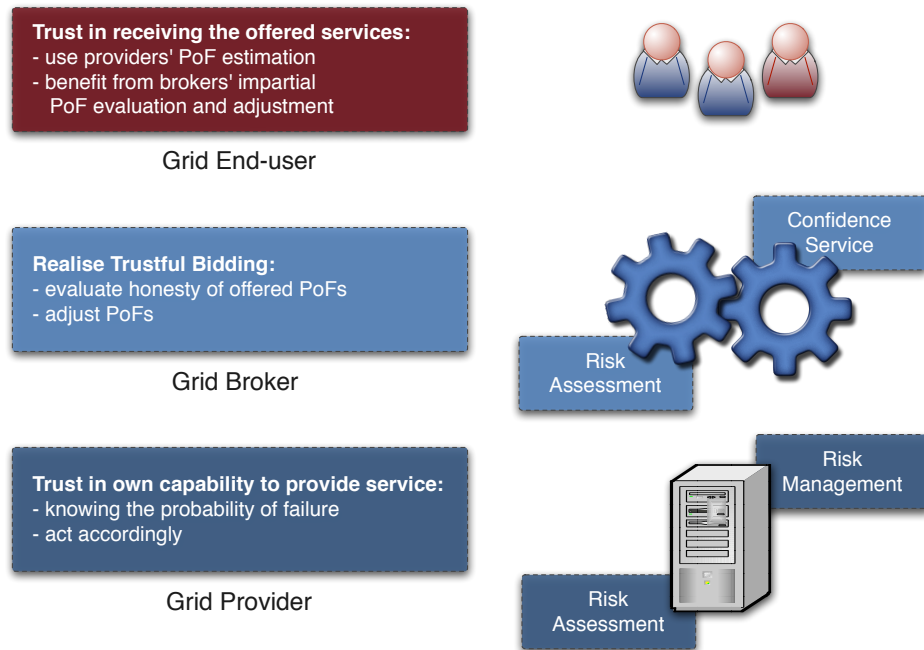 Trust in receiving the offered services:
- use providers' PoF estimation
- benefit from brokers' impartial
PoF evaluation and adjustment
Grid End-user
Confidence
Service
Realise Trustful Bidding:
- evaluate honesty of offered PoFs
- adjust PoFs
Risk
Assessment
Grid Broker
Risk
Management
Trust in own capability to provide service:
- knowing the probability of failure
- act accordingly
Risk
Assessment
Grid Provider